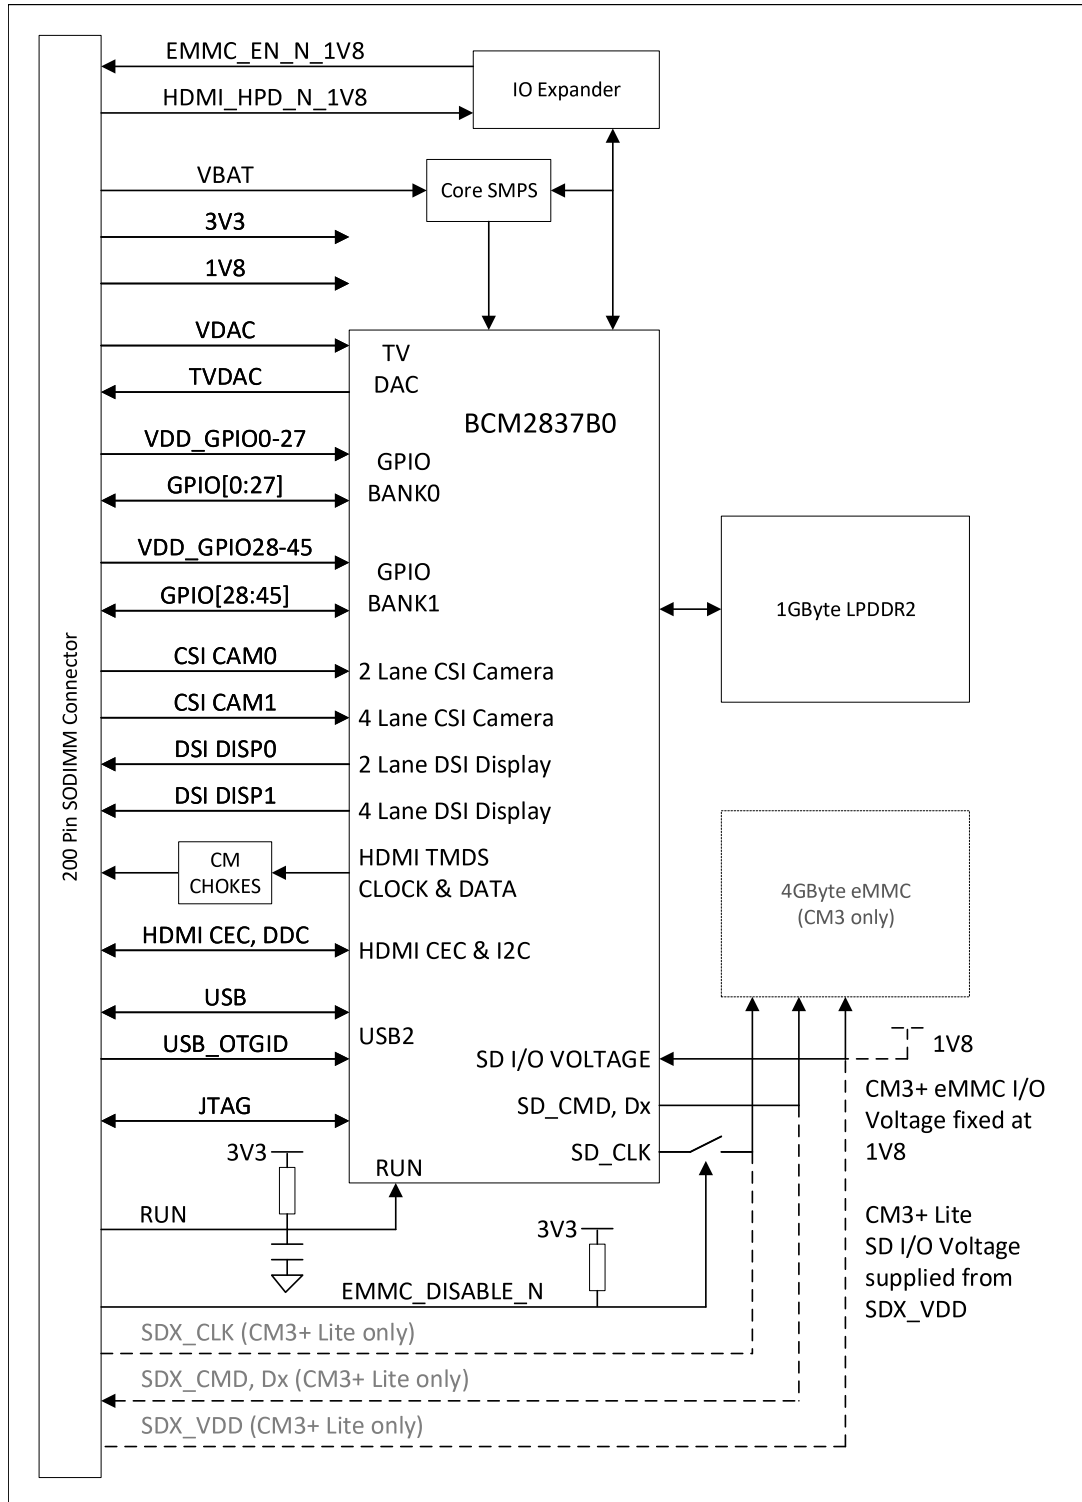 EMMC_EN_N_1V8
IO Expander
HDMI_HPD_N_1V8
VBAT
Core SMPS
3V3
1V8
VDAC
TV
DAC
TVDAC
BCM2837B0
VDD_GPIO0-27
GPIO
BANK0
GPIO[0:27]
VDD_GPIO28-45
GPIO
BANK1
GPIO[28:45]
1GByte LPDDR2
200 Pin SODIMM Connector
CSI CAM0
2 Lane CSI Camera
CSI CAM1
4 Lane CSI Camera
DSI DISP0
2 Lane DSI Display
DSI DISP1
4 Lane DSI Display
CM
CHOKES
HDMI TMDS
CLOCK & DATA
4GByte eMMC
(CM3 only)
HDMI CEC, DDC
HDMI CEC & I2C
USB
USB2
USB_OTGID
SD I/O VOLTAGE
1V8
CM3+ eMMC I/O
Voltage fixed at
1V8
SD_CMD, Dx
JTAG
SD_CLK
3V3
RUN
RUN
3V3
CM3+ Lite
SD I/O Voltage
supplied from
SDX_VDD
EMMC_DISABLE_N
SDX_CLK (CM3+ Lite only)
SDX_CMD, Dx (CM3+ Lite only)
SDX_VDD (CM3+ Lite only)